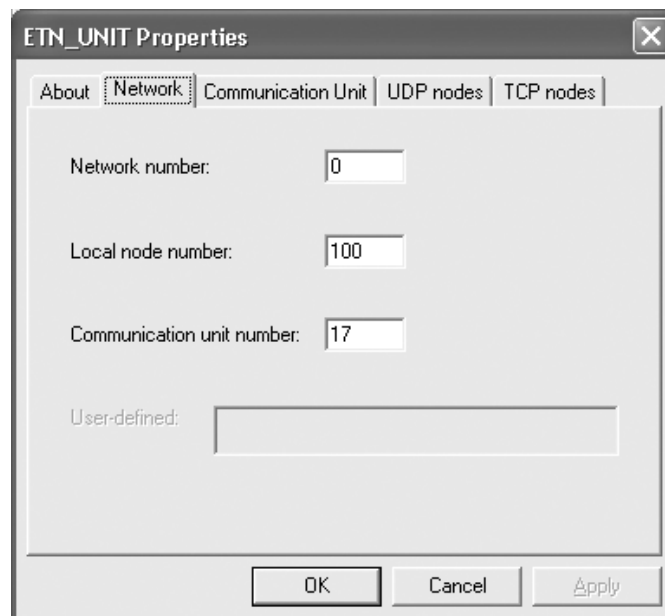 ETN_UNIT Properties
About Network Communication Unit UDP nodes TCP nodes
Network number: 0
Local node number: 100
Communication unit number: 17
User-defined:
OK Cancel Apply